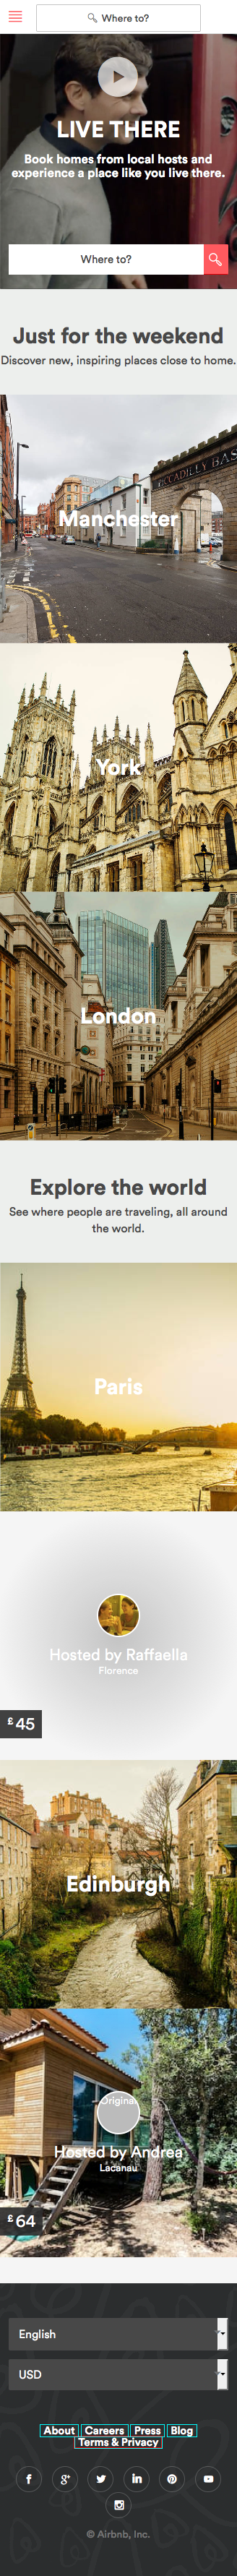 Where to?
LIVE THERE
Book homes from local hosts and
experience a place like you live there.
Where to?
Just for the weekend
Discover new, inspiring places close to home.
PICCADILLY BAS
Manchester
York
London
Explore the world
See where people are traveling, all around
the world.
Paris
Hosted by Raffaella
Florence
£45
Edinburgh
Original
Hosted by Andrea
Lacanau
£64
English
USD
About Careers Press Blog
Terms & Privacy
© Airbnb, Inc.